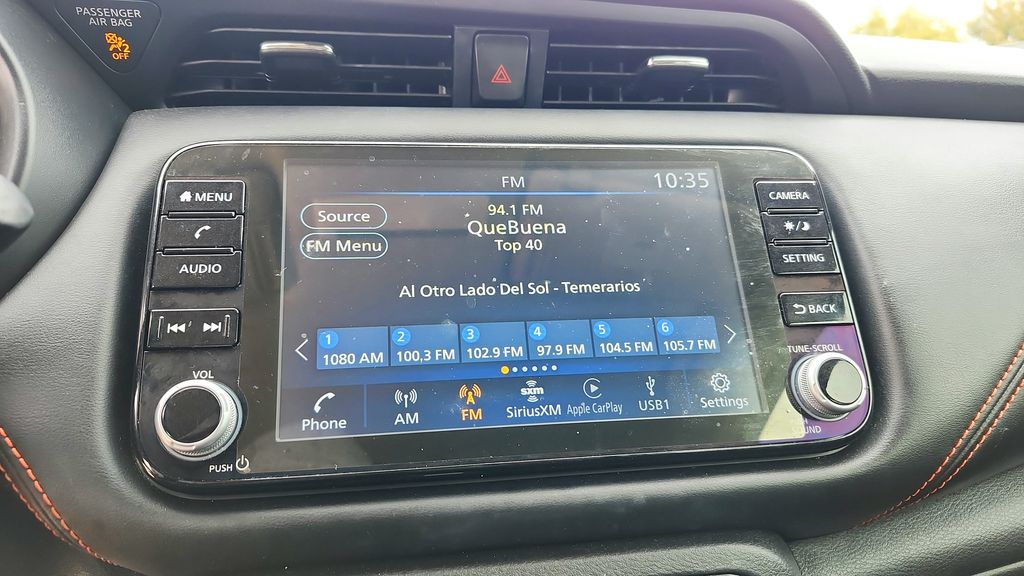 PASSENGER
AIR BAG
2
OFF
FM
10:35
MENU
AUDIO
VOL
PUSH
Source
FM Menu
94.1 FM
QueBuena
Top 40
Al Otro Lado Del Sol - Temerarios
1
1080 AM
2
100,3 FM
3
102.9 FM
4
97.9 FM
5
104.5 FM
6
105.7 FM
Phone
AM
FM
sxm
SiriusXM
Apple CarPlay
USB1
Settings
CAMERA
SETTING
BACK
TUNE·SCROLL